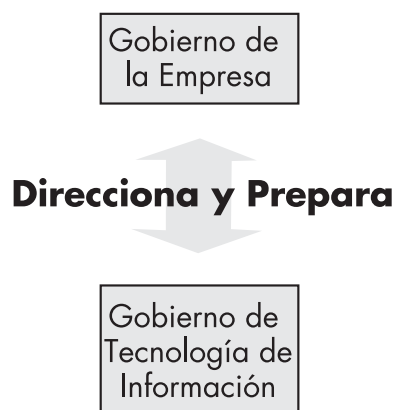 Gobierno de
la Empresa
Direcciona y Prepara
Gobierno de
Tecnología de
Información